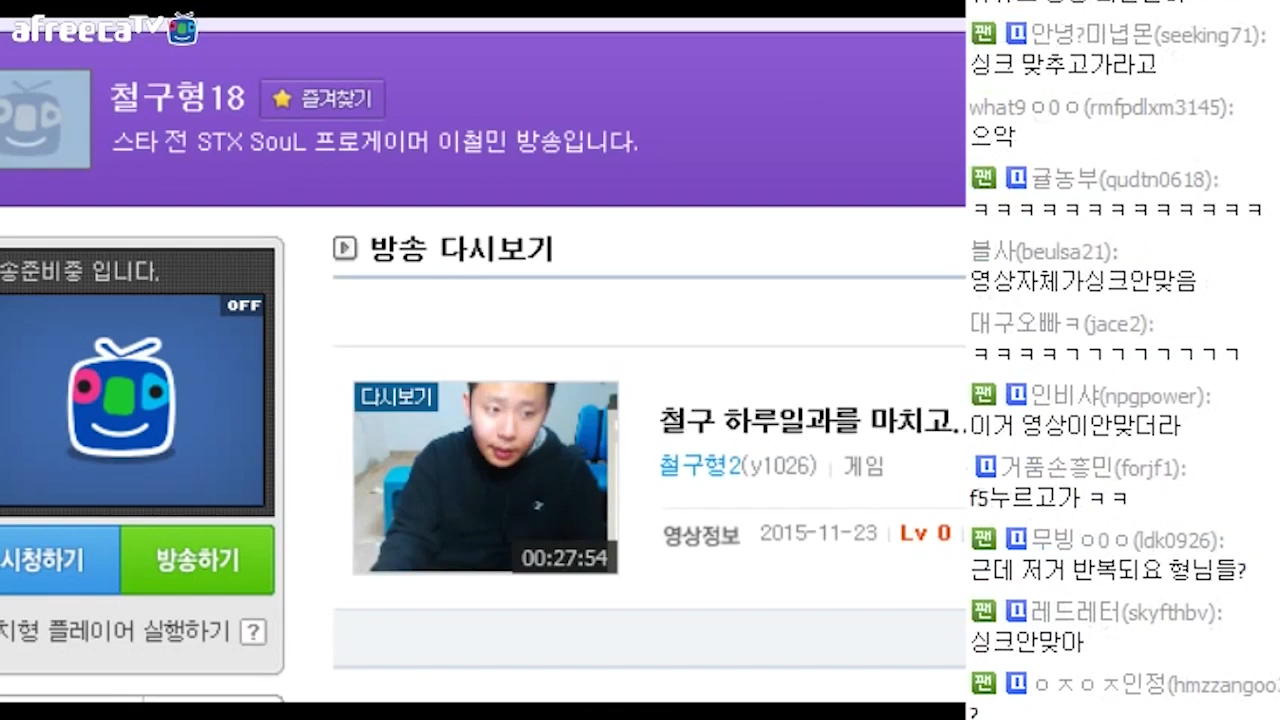 afreecaTV
철구형18
즐겨찾기
스타 전 STX SouL 프로게이머 이철민 방송입니다.
송준비중 입니다.
OFF
시청하기
방송하기
치형 플레이어 실행하기 ?
방송 다시보기
다시보기
00:27:54
철구 하루일과를 마치고..
철구형2(y1026) | 게임
영상정보 2015-11-23 | Lv 0 |
팬 안녕?미녑몬(seeking71):
싱크 맞추고가라고
what9ㅇ0ㅇ(rmfpdlxm3145):
으악
팬 귤농부(qudtn0618):
ㅋㅋㅋㅋㅋㅋㅋㅋㅋㅋㅋㅋㅋ
불사(beulsa21):
영상자체가싱크안맞음
대구오빠ㅋ(jace2):
ㅋㅋㅋㅋㄱㄱㄱㄱㄱㄱㄱㄱ
팬 인비샤(npgpower):
이거 영상이안맞더라
거품손흥민(forjf1):
f5누르고가 ㅋㅋ
팬 무빙ㅇ0ㅇ(ldk0926):
근데 저거 반복되요 형님들?
팬 레드레터(skyfthbv):
싱크안맞아
팬 ㅇㅈㅇㅈ인정(hmzzangoo
?